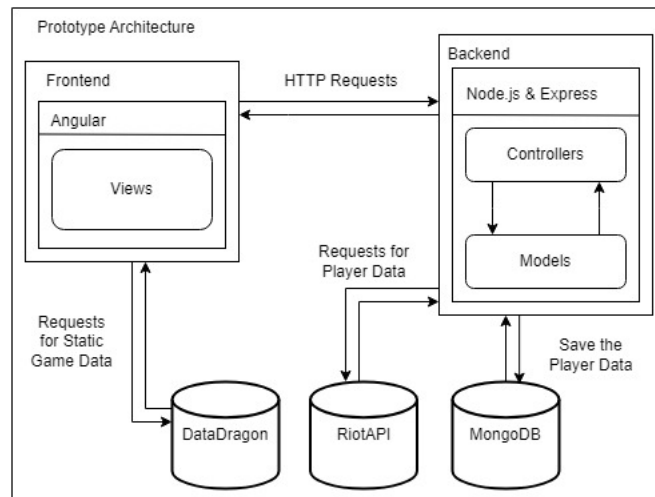 Prototype Architecture
Frontend
Angular
Views
HTTP Requests
Backend
Node.js & Express
Controllers
Models
Requests for
Player Data
Requests
for Static
Game Data
Save the
Player Data
DataDragon
RiotAPI
MongoDB